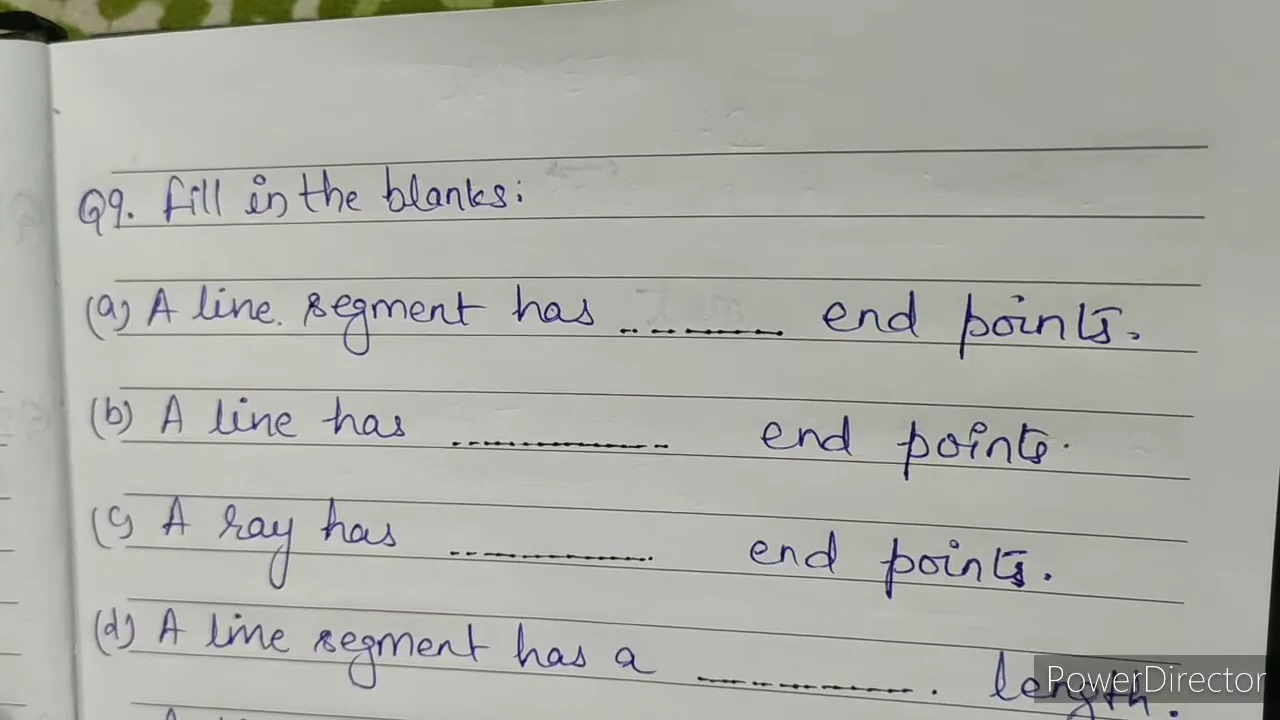 Q9. Fill in the blanks:
(a) A line segment has ........ end points.
(b) A line has ........ end points.
(c) A ray has ........ end points.
(d) A line segment has a ........ length.
PowerDirector